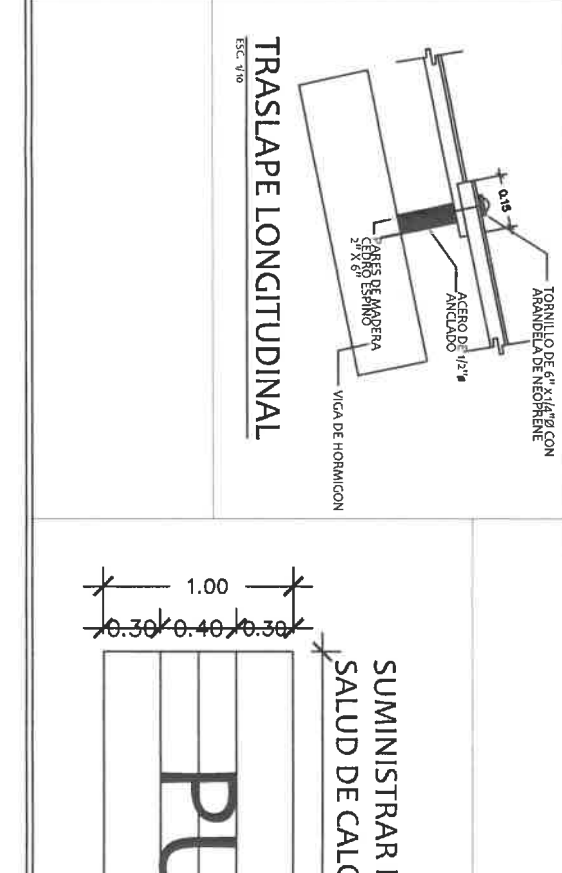 TORNILLO DE 6" X1/4"Ø CON
ARANDELA DE NEOPRENE
0.15
ACERO DE 1/2"ø
ANCLADO
PARES DE MADERA
CEDRO ESPINO
2" X 6"
VIGA DE HORMIGON
TRASLAPE LONGITUDINAL
ESC. 1/10
SUMINISTRAR
SALUD DE
1.00
0.30
0.40
0.30